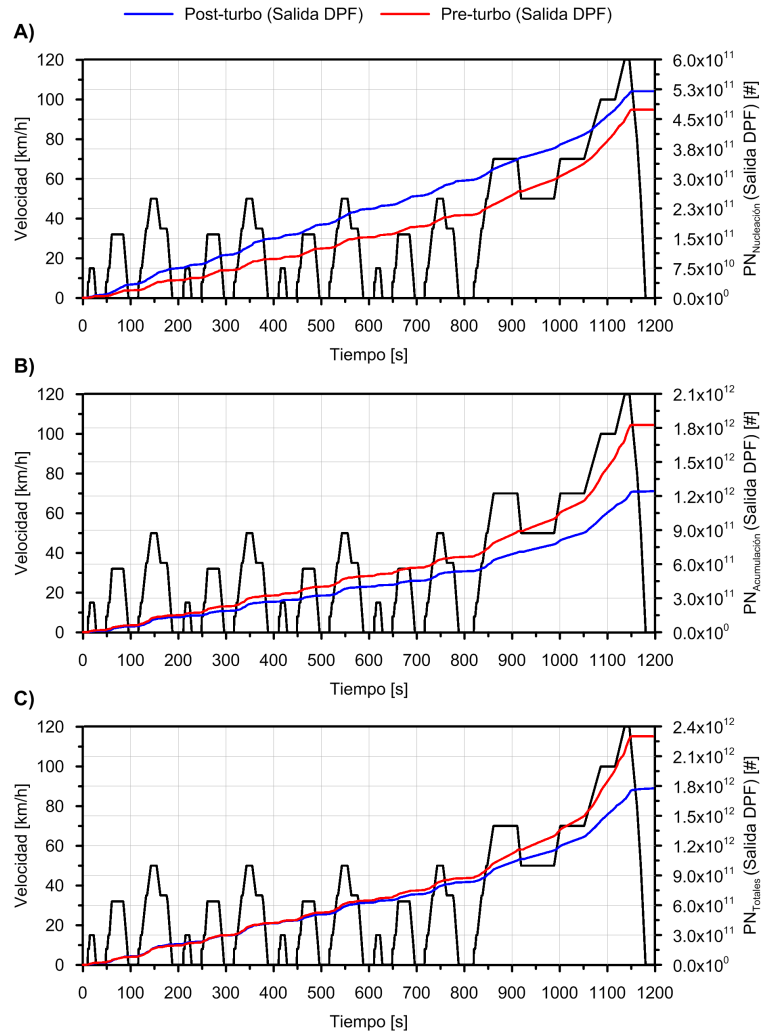 Post-turbo (Salida DPF) Pre-turbo (Salida DPF)
A)
120 6.0x10¹¹
5.3x10¹¹
100 4.5x10¹¹
80 3.8x10¹¹
60 3.0x10¹¹
40 2.3x10¹¹
1.5x10¹¹
20 7.5x10¹⁰
0 0.0x10⁰
Velocidad [km/h]
PN Nucleación (Salida DPF) [#]
0 100 200 300 400 500 600 700 800 900 1000 1100 1200
Tiempo [s]
B)
120 2.1x10¹²
1.8x10¹²
100 1.5x10¹²
80 1.2x10¹²
60 9.0x10¹¹
40 6.0x10¹¹
20 3.0x10¹¹
0 0.0x10⁰
Velocidad [km/h]
PN Acumulación (Salida DPF) [#]
0 100 200 300 400 500 600 700 800 900 1000 1100 1200
Tiempo [s]
C)
120 2.4x10¹²
2.1x10¹²
100 1.8x10¹²
80 1.5x10¹²
60 1.2x10¹²
40 9.0x10¹¹
6.0x10¹¹
20 3.0x10¹¹
0 0.0x10⁰
Velocidad [km/h]
PN Totales (Salida DPF) [#]
0 100 200 300 400 500 600 700 800 900 1000 1100 1200
Tiempo [s]